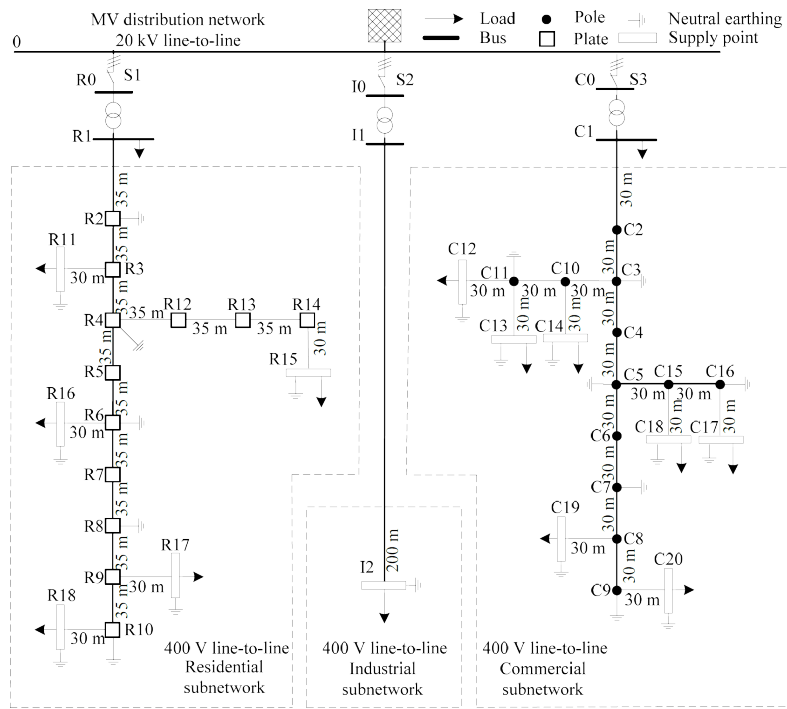 MV distribution network
0
20 kV line-to-line
Load
Bus
Pole
Plate
Neutral earthing
Supply point
R0
S1
I0
S2
C0
S3
R1
I1
C1
35 m
30 m
R2
C2
35 m
30 m
R11
R3
30 m
C12
C11
C10
C3
30 m
30 m
30 m
35 m
30 m
R4
35 m
R12
R13
R14
35 m
35 m
30 m
C13
30 m
C14
30 m
C4
35 m
30 m
R15
R5
C5
C15
C16
30 m
30 m
R16
35 m
30 m
R6
30 m
C6
C18
30 m
C17
30 m
35 m
30 m
R7
C7
35 m
30 m
R8
C19
C8
30 m
35 m
30 m
R17
R9
30 m
I2
200 m
C9
30 m
C20
R18
35 m
30 m
R10
400 V line-to-line
Residential
subnetwork
400 V line-to-line
Industrial
subnetwork
400 V line-to-line
Commercial
subnetwork